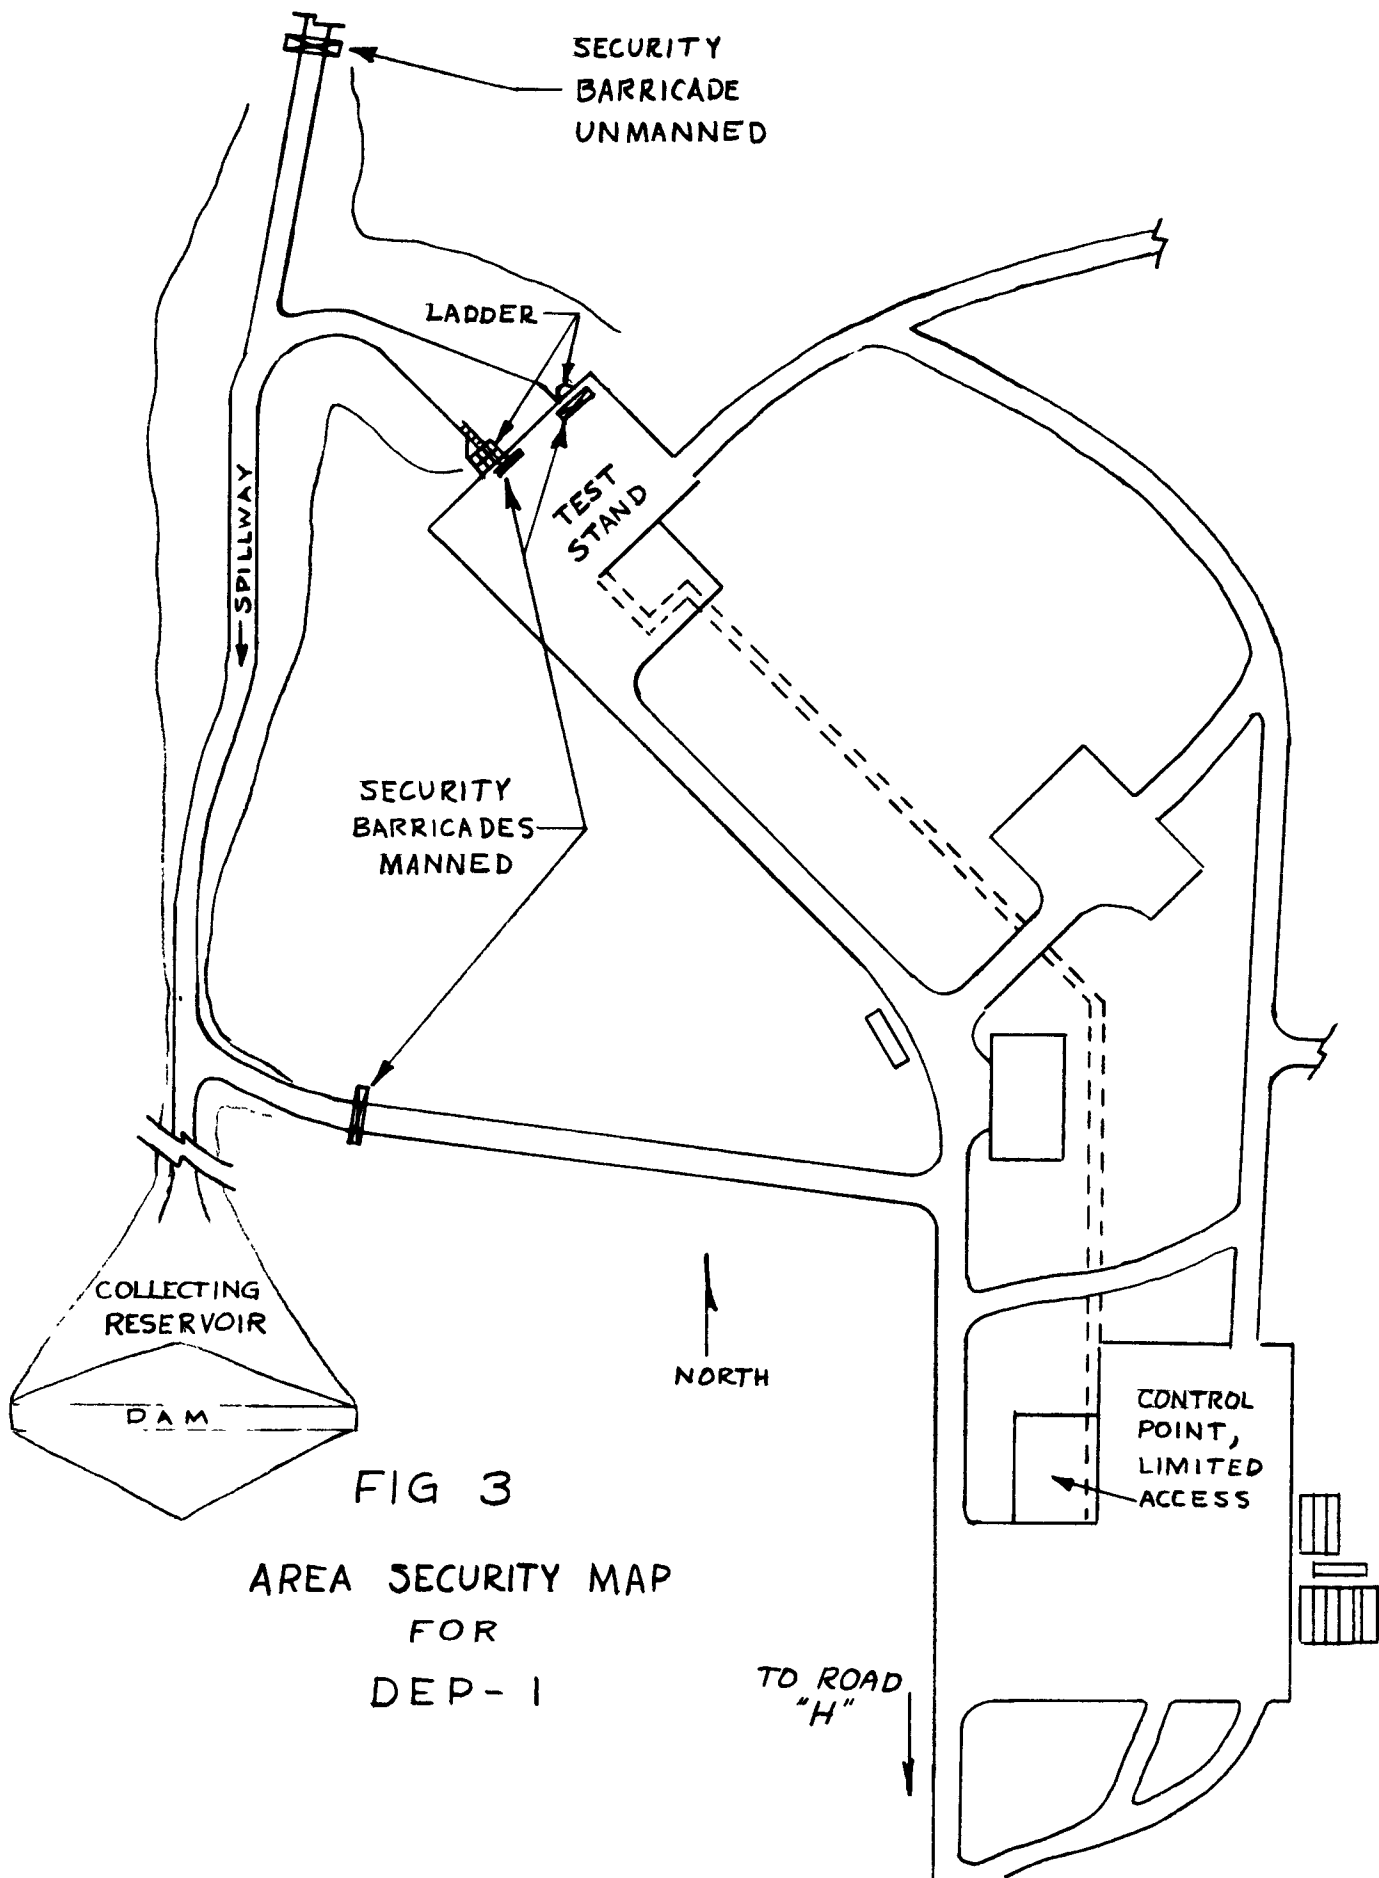 SECURITY
BARRICADE
UNMANNED
LADDER
TEST
STAND
SPILLWAY
SECURITY
BARRICADES
MANNED
COLLECTING
RESERVOIR
DAM
NORTH
CONTROL
POINT,
LIMITED
ACCESS
FIG 3
AREA SECURITY MAP
FOR
DEP-1
TO ROAD
"H"